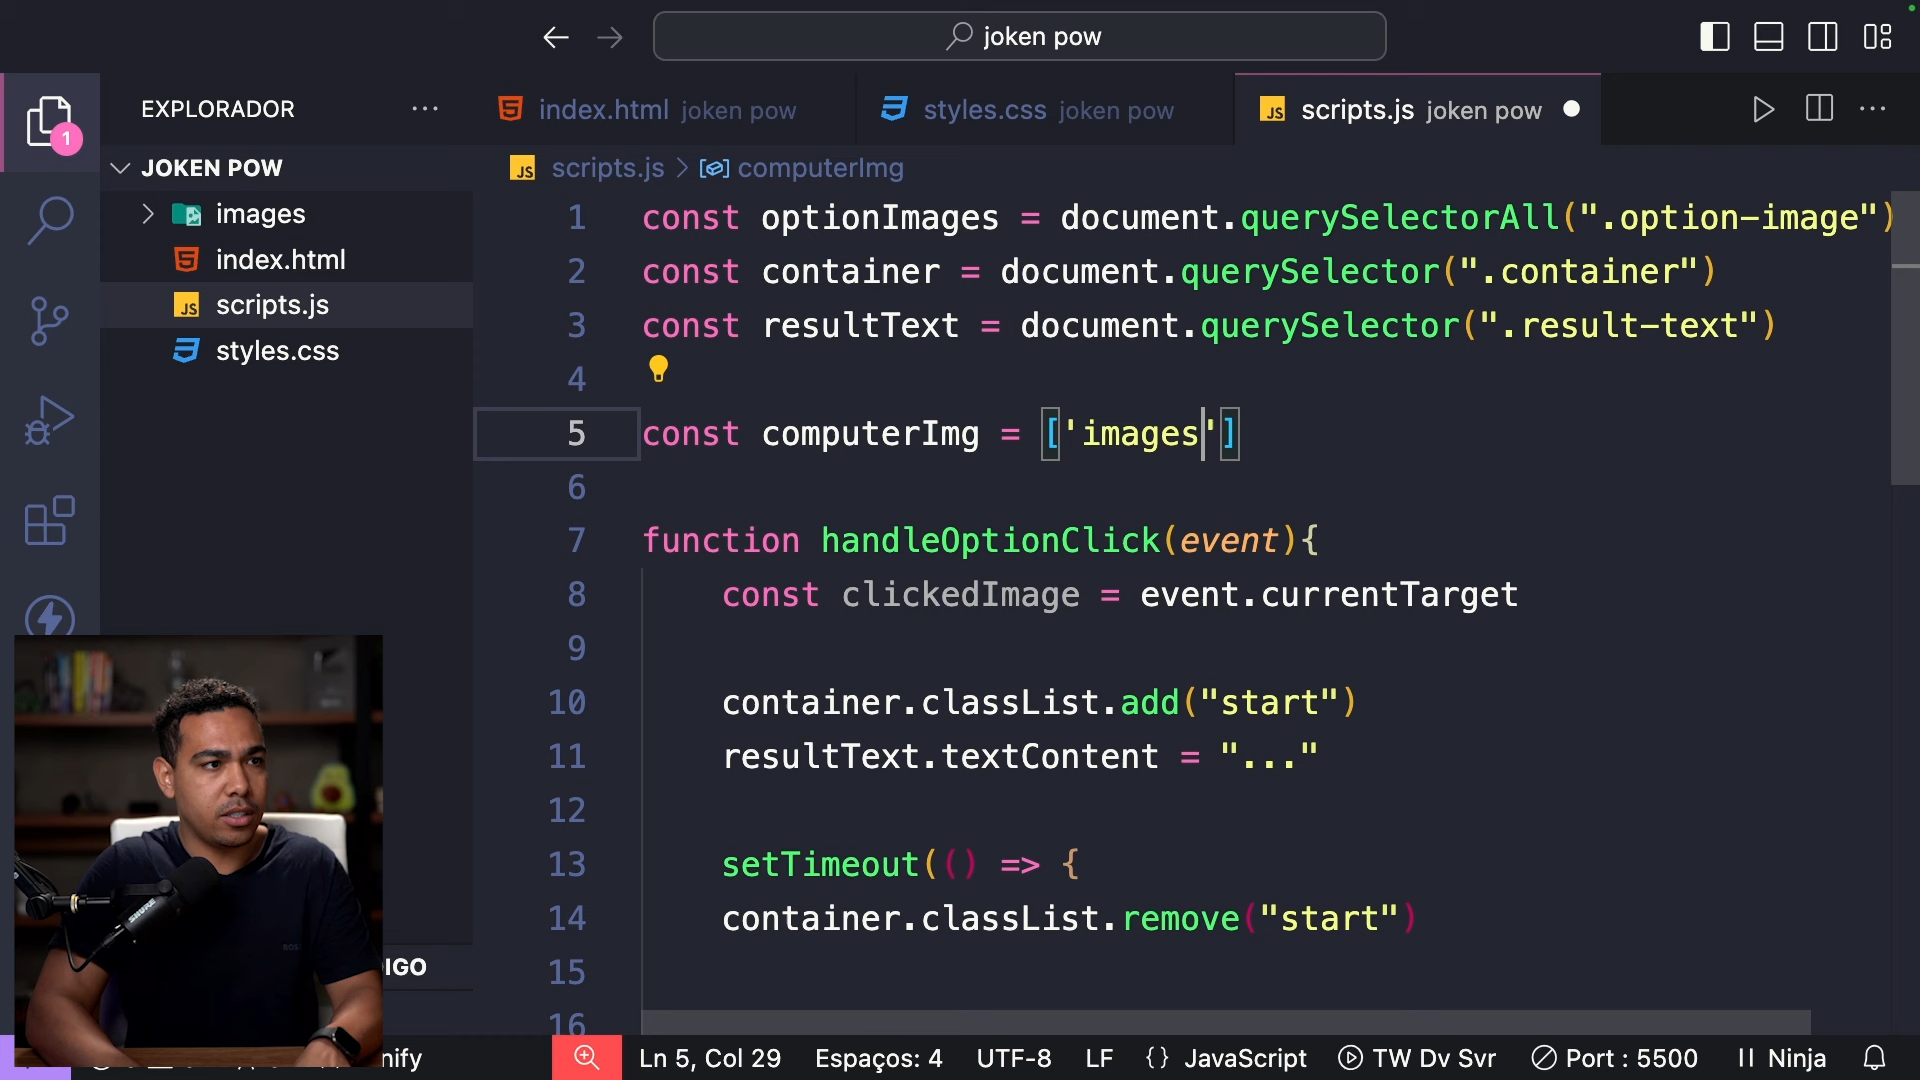 joken pow
EXPLORADOR
index.html joken pow
styles.css joken pow
scripts.js joken pow
1
JOKEN POW
images
index.html
scripts.js
styles.css
scripts.js > computerImg
1 const optionImages = document.querySelectorAll(".option-image")
2 const container = document.querySelector(".container")
3 const resultText = document.querySelector(".result-text")
4
5 const computerImg = ['images']
6
7 function handleOptionClick(event){
8 const clickedImage = event.currentTarget
9
10 container.classList.add("start")
11 resultText.textContent = "..."
12
13 setTimeout(() => {
14 container.classList.remove("start")
15
16
IGO
SHURE
nify
Ln 5, Col 29
Espaços: 4
UTF-8
LF
{} JavaScript
TW Dv Svr
Port : 5500
Ninja